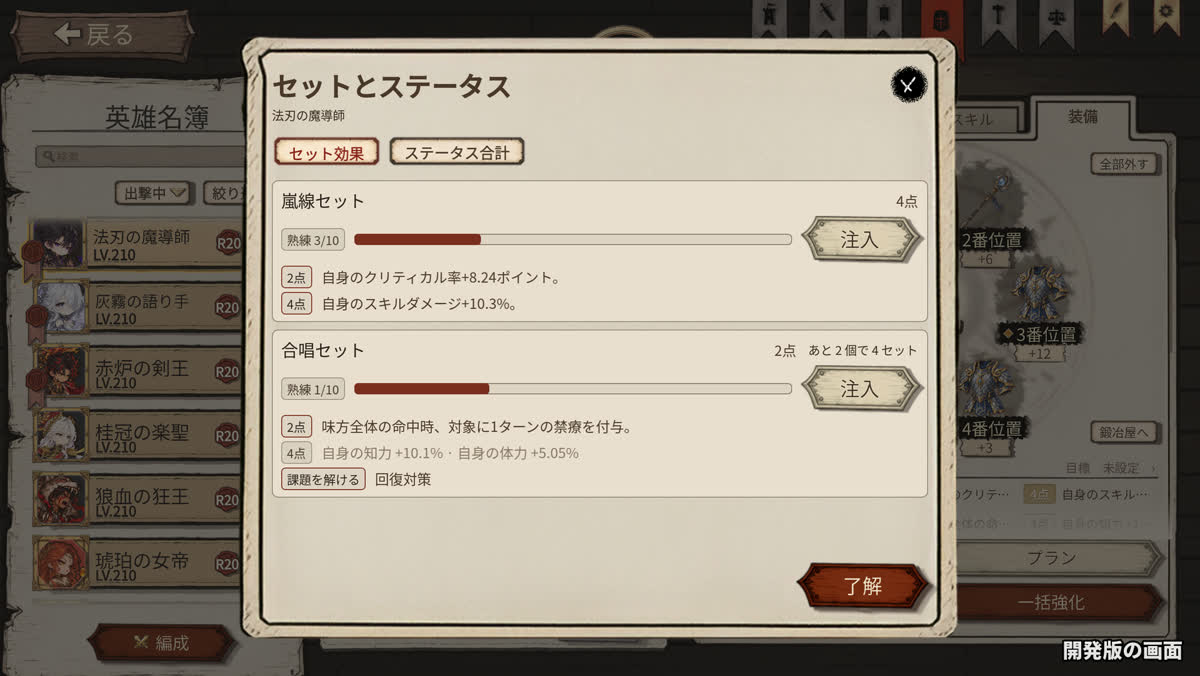 戻る
英雄名簿
検索
出撃中
法刃の魔導師
LV.210
R20
灰霧の語り手
LV.210
R20
赤炉の剣王
LV.210
R20
桂冠の楽聖
LV.210
R20
狼血の狂王
LV.210
R20
琥珀の女帝
LV.210
R20
編成
セットとステータス
法刃の魔導師
セット効果
ステータス合計
嵐線セット
4点
熟練 3/10
注入
2点 自身のクリティカル率+8.24ポイント。
4点 自身のスキルダメージ+10.3%。
合唱セット
2点 あと2個で4セット
熟練 1/10
注入
2点 味方全体の命中時、対象に1ターンの禁療を付与。
4点 自身の知力 +10.1% · 自身の体力 +5.05%
課題を解ける 回復対策
了解
スキル
装備
全部外す
2番位置
+6
3番位置
+12
4番位置
+3
鍛冶屋へ
目標 未設定 ›
のクリテ… 4点 自身のスキル…
プラン
一括強化
開発版の画面